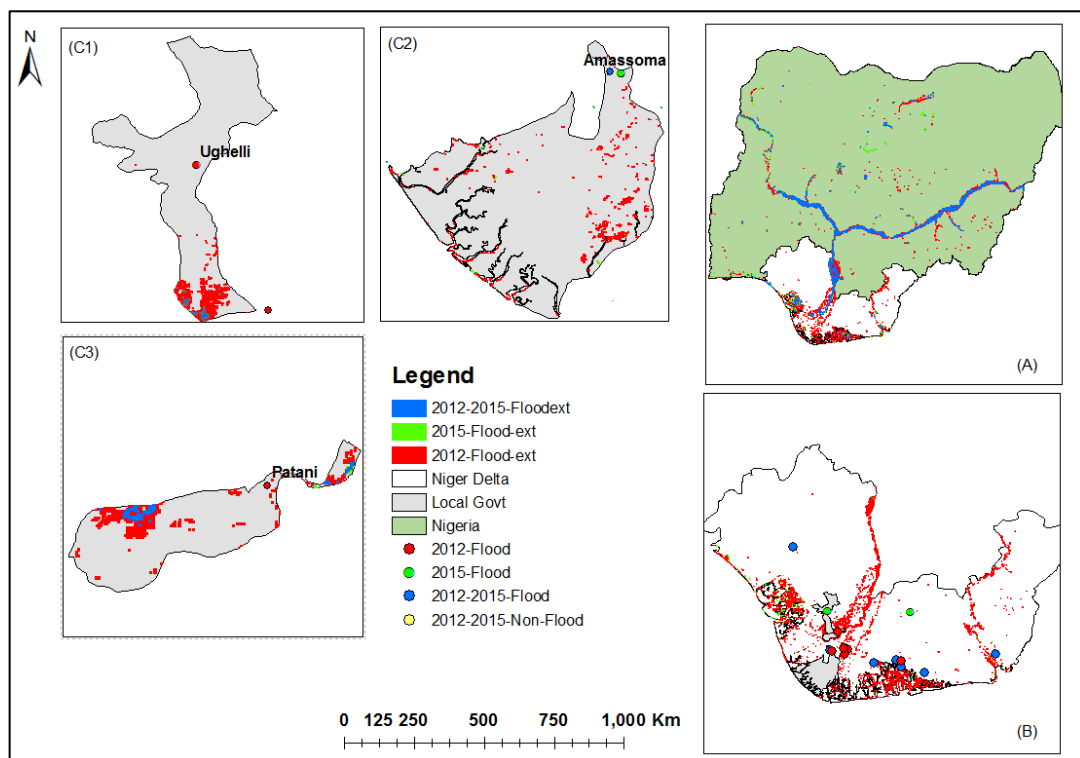 N
(C1)
Ughelli
(C2)
Amassoma
(A)
(C3)
Patani
Legend
2012-2015-Floodext
2015-Flood-ext
2012-Flood-ext
Niger Delta
Local Govt
Nigeria
2012-Flood
2015-Flood
2012-2015-Flood
2012-2015-Non-Flood
(B)
0 125 250 500 750 1,000 Km